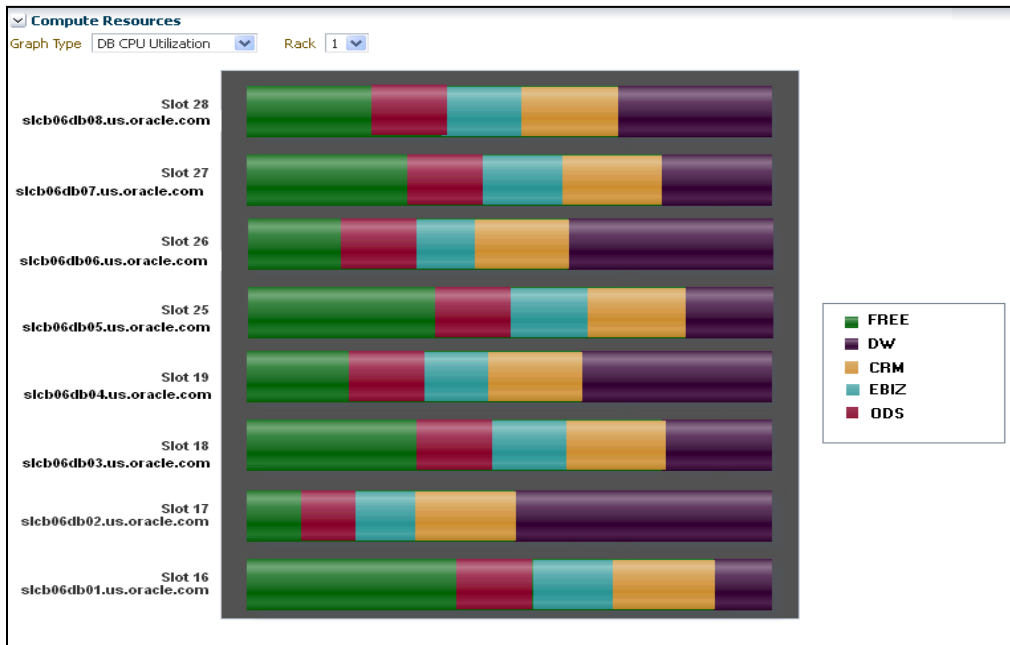 Compute Resources
Graph Type DB CPU Utilization Rack 1
Slot 28
slcb06db08.us.oracle.com
Slot 27
slcb06db07.us.oracle.com
Slot 26
slcb06db06.us.oracle.com
Slot 25
slcb06db05.us.oracle.com
Slot 19
slcb06db04.us.oracle.com
Slot 18
slcb06db03.us.oracle.com
Slot 17
slcb06db02.us.oracle.com
Slot 16
slcb06db01.us.oracle.com
FREE
DW
CRM
EBIZ
ODS